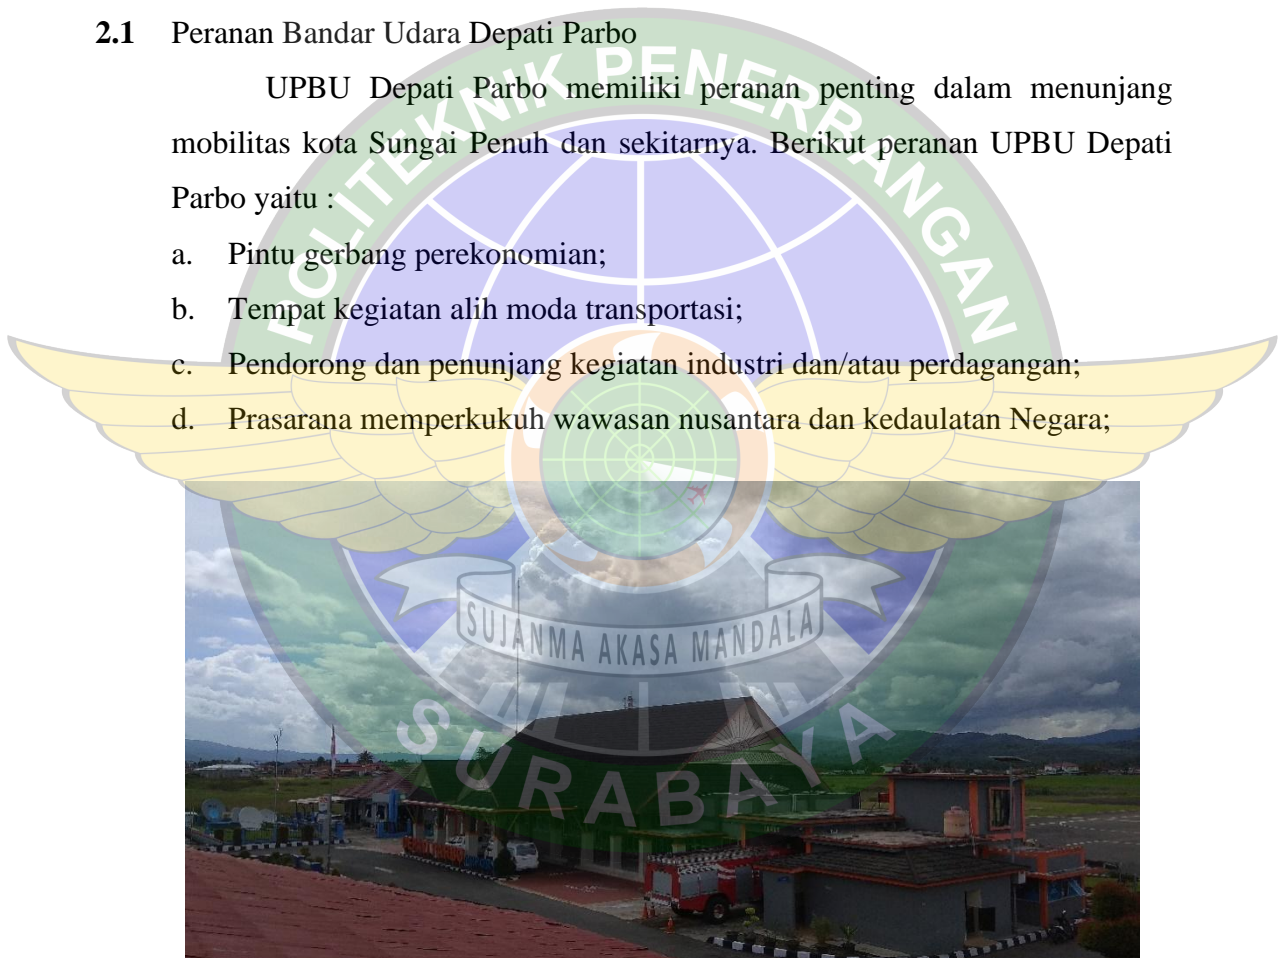 2.1 Peranan Bandar Udara Depati Parbo
UPBU Depati Parbo memiliki peranan penting dalam menunjang
mobilitas kota Sungai Penuh dan sekitarnya. Berikut peranan UPBU Depati
Parbo yaitu :
a. Pintu gerbang perekonomian;
b. Tempat kegiatan alih moda transportasi;
c. Pendorong dan penunjang kegiatan industri dan/atau perdagangan;
d. Prasarana memperkukuh wawasan nusantara dan kedaulatan Negara;
POLITEKNIK PENERBANGAN
SUJANMA AKASA MANDALA
SURABAYA